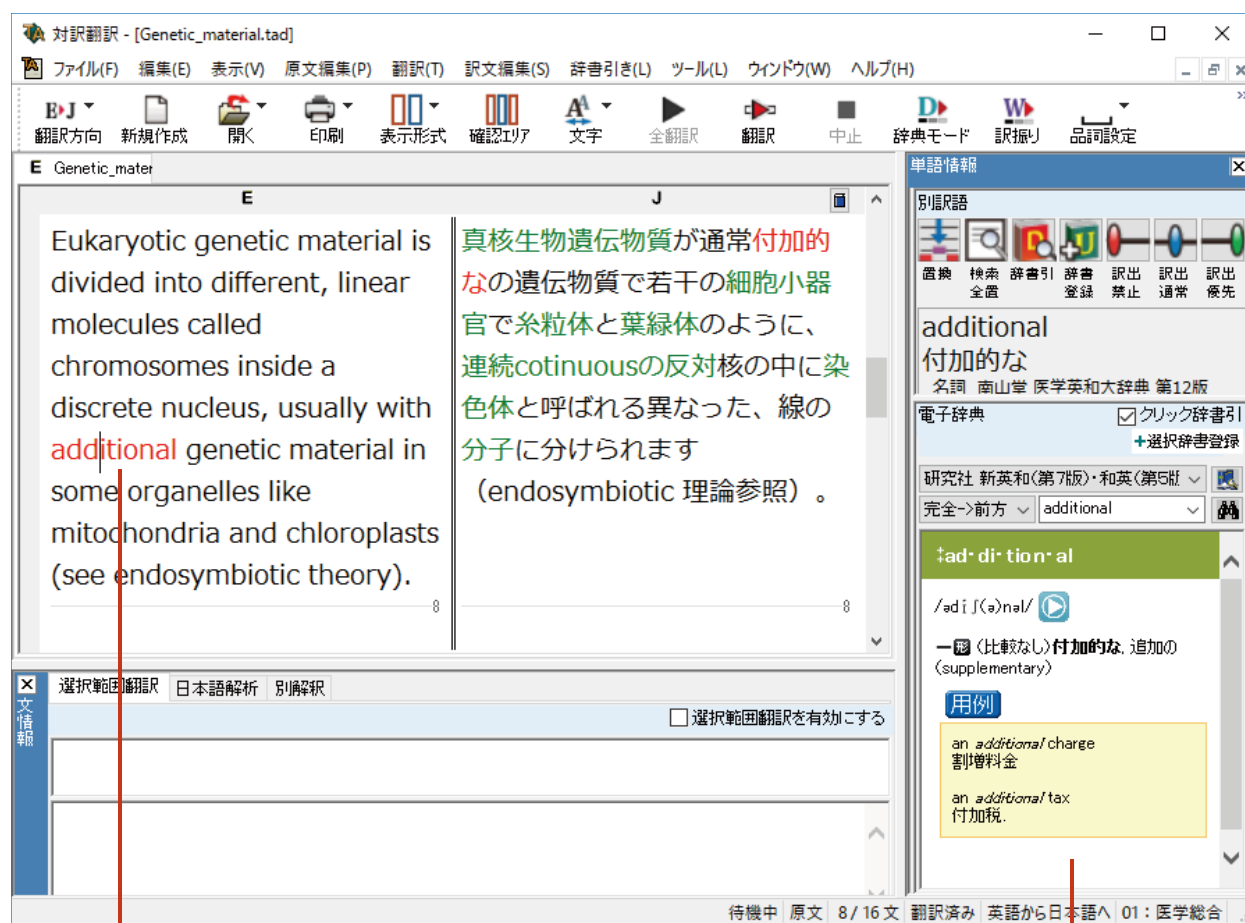 対訳翻訳 - [Genetic_material.tad]
ファイル(F) 編集(E) 表示(V) 原文編集(P) 翻訳(T) 訳文編集(S) 辞書引き(L) ツール(L) ウィンドウ(W) ヘルプ(H)
E▶J
翻訳方向 新規作成 開く 印刷 表示形式 確認エリア 文字 全翻訳 翻訳 中止 辞典モード 訳振り 品詞設定
E Genetic_mater
E
Eukaryotic genetic material is
divided into different, linear
molecules called
chromosomes inside a
discrete nucleus, usually with
additional genetic material in
some organelles like
mitochondria and chloroplasts
(see endosymbiotic theory).
8
J
真核生物遺伝物質が通常付加的
なの遺伝物質で若干の細胞小器
官で糸粒体と葉緑体のように、
連続cotinuousの反対核の中に染
色体と呼ばれる異なった、線の
分子に分けられます
（endosymbiotic 理論参照）。
8
単語情報
別訳語
置換 検索全置 辞書引 辞書登録 訳出禁止 訳出通常 訳出優先
additional
付加的な
名詞 南山堂 医学英和大辞典 第12版
電子辞典 クリック辞書引
+選択辞書登録
研究社 新英和(第7版)・和英(第5版
完全->前方 additional
‡ad·di·tion·al
/ədíʃ(ə)nəl/
—形 (比較なし)付加的な, 追加の
(supplementary)
用例
an additional charge
割増料金
an additional tax
付加税.
文情報
選択範囲翻訳 日本語解析 別解釈
選択範囲翻訳を有効にする
待機中 原文 8/16文 翻訳済み 英語から日本語へ 01：医学総合